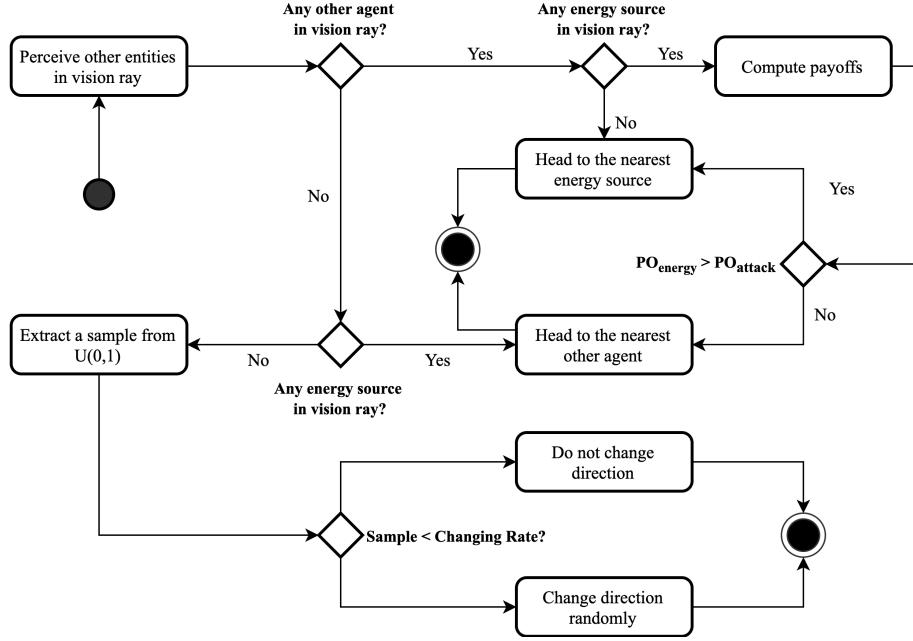 Any other agent
in vision ray?
Any energy source
in vision ray?
Perceive other entities
in vision ray
Yes
Yes
Compute payoffs
No
Head to the nearest
energy source
No
Yes
POenergy > POattack
No
Extract a sample from
U(0,1)
Head to the nearest
other agent
No
Yes
Any energy source
in vision ray?
Do not change
direction
Sample < Changing Rate?
Change direction
randomly